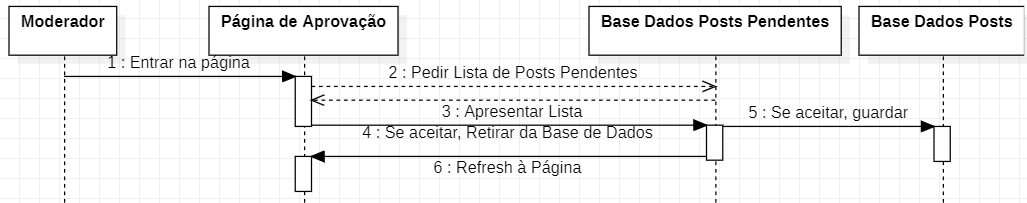 Moderador
Página de Aprovação
Base Dados Posts Pendentes
Base Dados Posts
1 : Entrar na página
2 : Pedir Lista de Posts Pendentes
3 : Apresentar Lista
4 : Se aceitar, Retirar da Base de Dados
5 : Se aceitar, guardar
6 : Refresh à Página